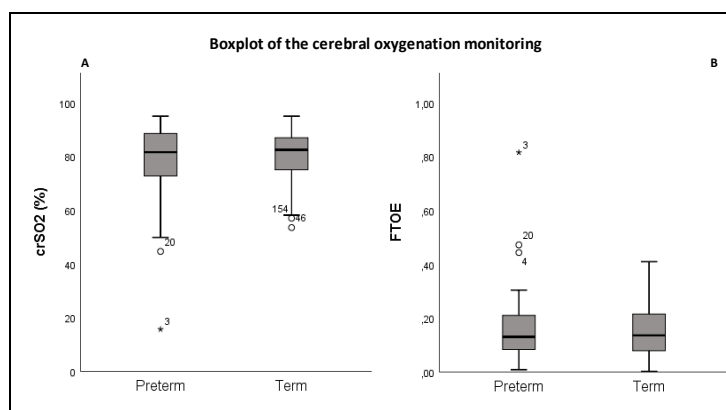 Boxplot of the cerebral oxygenation monitoring
A
crSO2 (%)
100
80
60
40
20
0
20
3
154
46
Preterm
Term
B
FTOE
1,00
,80
,60
,40
,20
,00
3
20
4
Preterm
Term